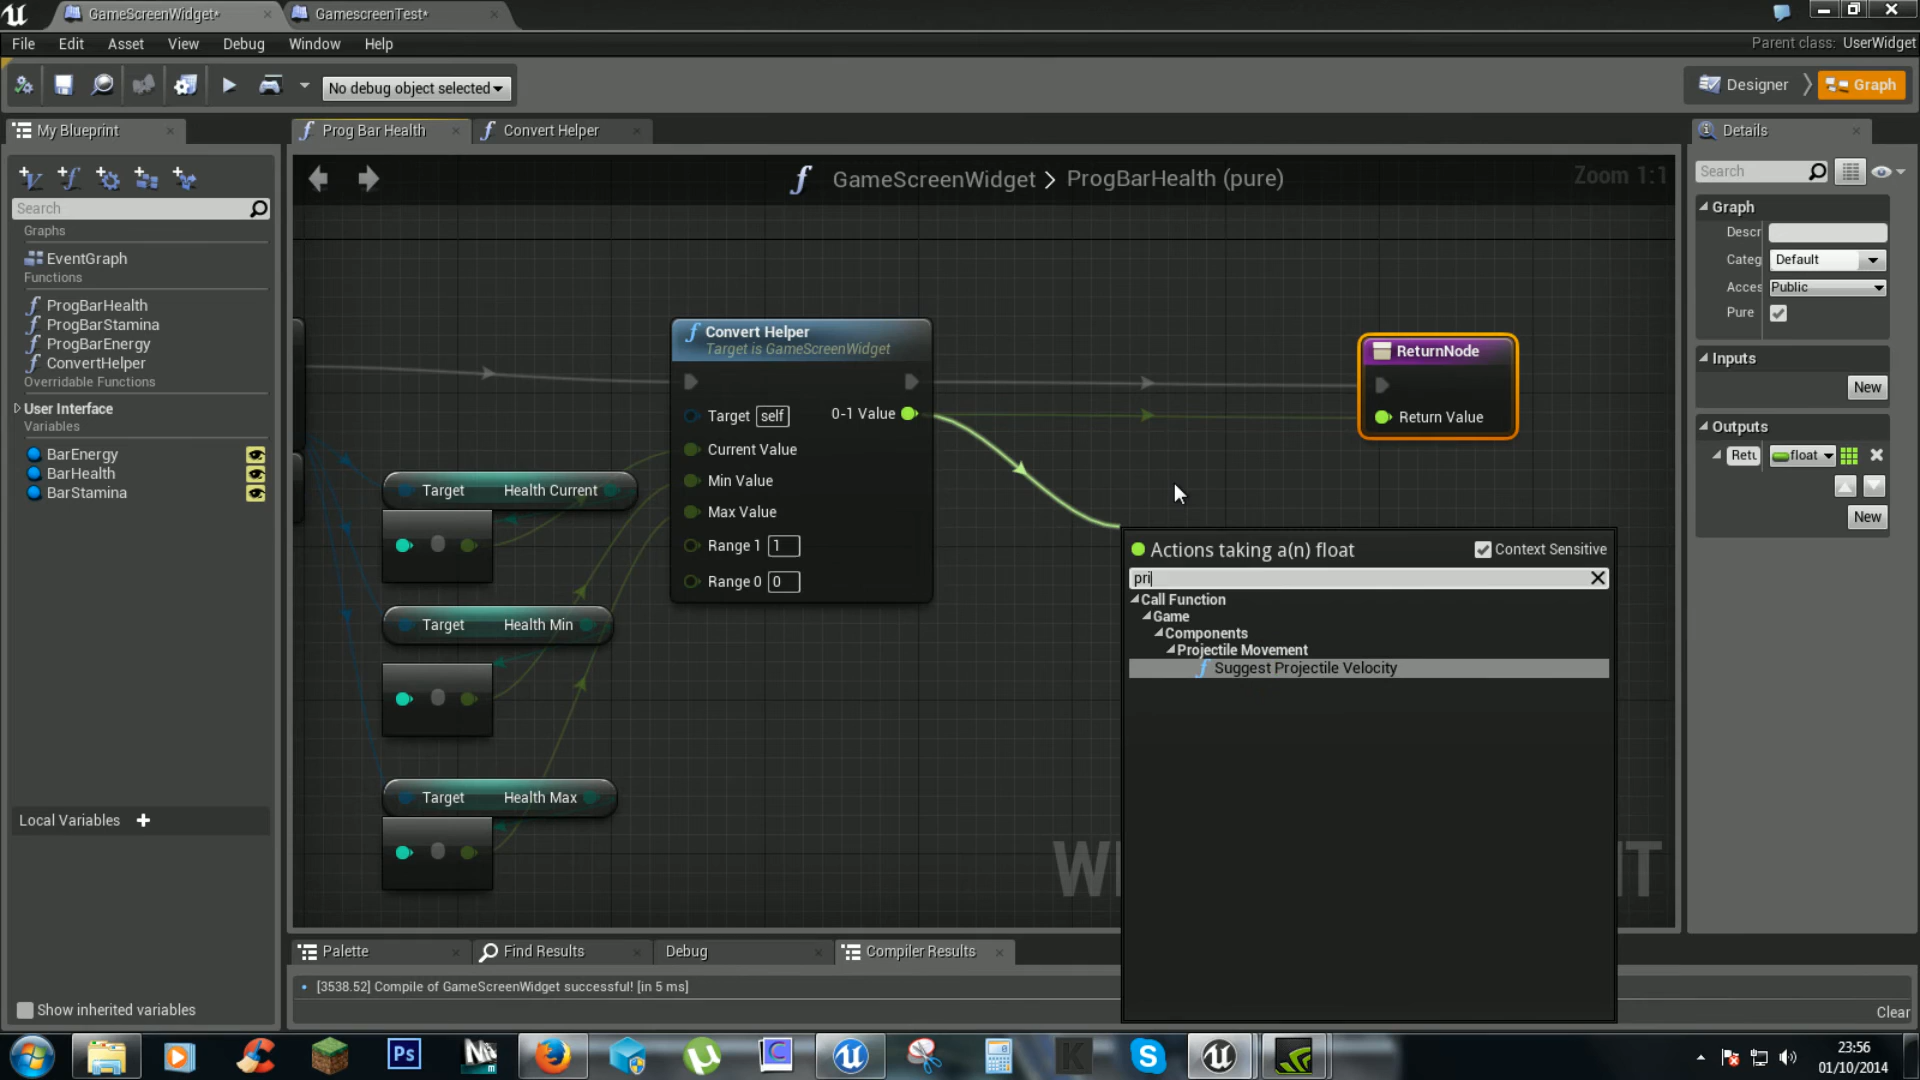 GameScreenWidget*
GamescreenTest*
File
Edit
Asset
View
Debug
Window
Help
Parent class: UserWidget
No debug object selected
Designer
Graph
My Blueprint
Prog Bar Health
Convert Helper
Details
GameScreenWidget > ProgBarHealth (pure)
Zoom 1:1
Search
Search
Graphs
EventGraph
Functions
ProgBarHealth
ProgBarStamina
ProgBarEnergy
ConvertHelper
Overridable Functions
User Interface
Variables
BarEnergy
BarHealth
BarStamina
Local Variables
Show inherited variables
Convert Helper
Target is GameScreenWidget
Target
self
0-1 Value
Current Value
Min Value
Max Value
Range 1
1
Range 0
0
Target
Health Current
Target
Health Min
Target
Health Max
ReturnNode
Return Value
Actions taking a(n) float
Context Sensitive
pri
Call Function
Game
Components
Projectile Movement
Suggest Projectile Velocity
Graph
Descr
Categ
Default
Acces
Public
Pure
Inputs
New
Outputs
Retu
float
New
Palette
Find Results
Debug
Compiler Results
[3538.52] Compile of GameScreenWidget successful! [in 5 ms]
Clear
Ps
23:56
01/10/2014